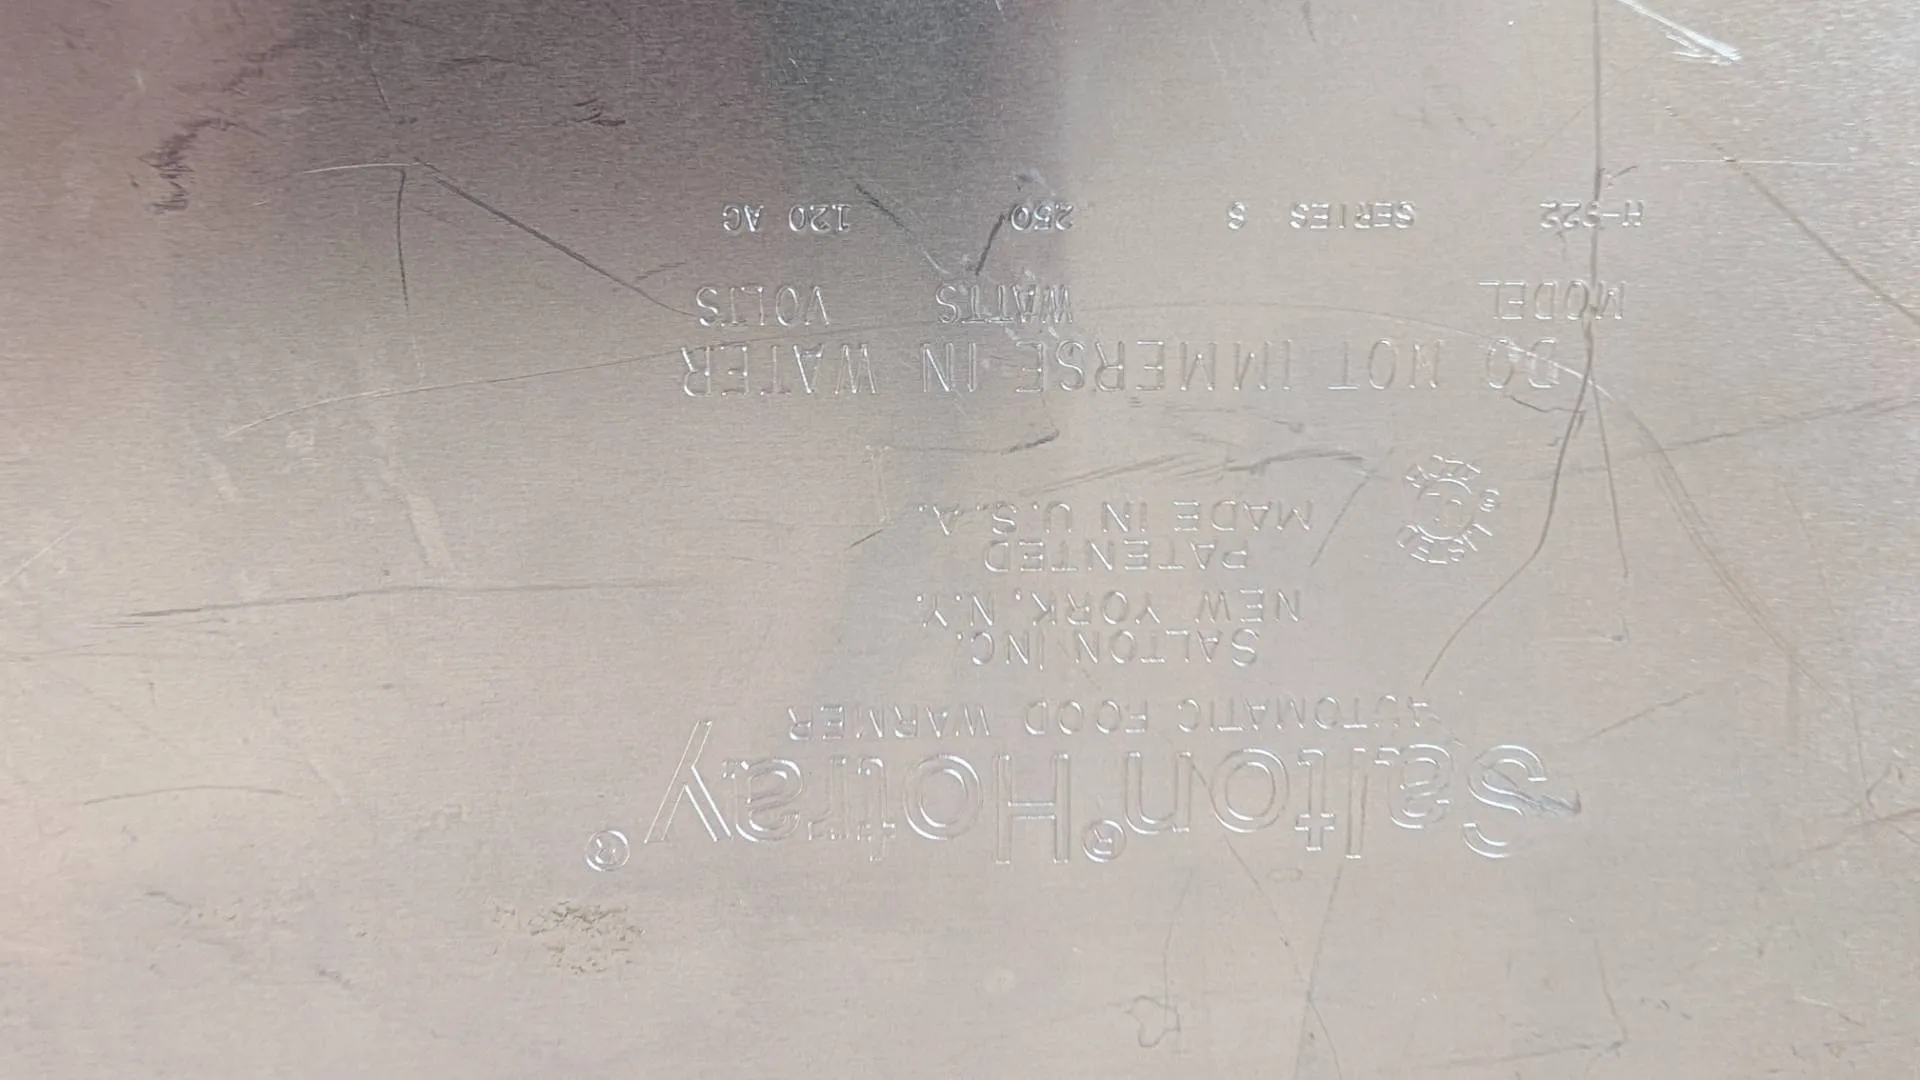 Salton® Hotray®
AUTOMATIC FOOD WARMER
SALTON INC.
NEW YORK, N.Y.
PATENTED
MADE IN U.S.A.
DO NOT IMMERSE IN WATER
MODEL WATTS VOLTS
H-922 SERIES S 250 120 AC